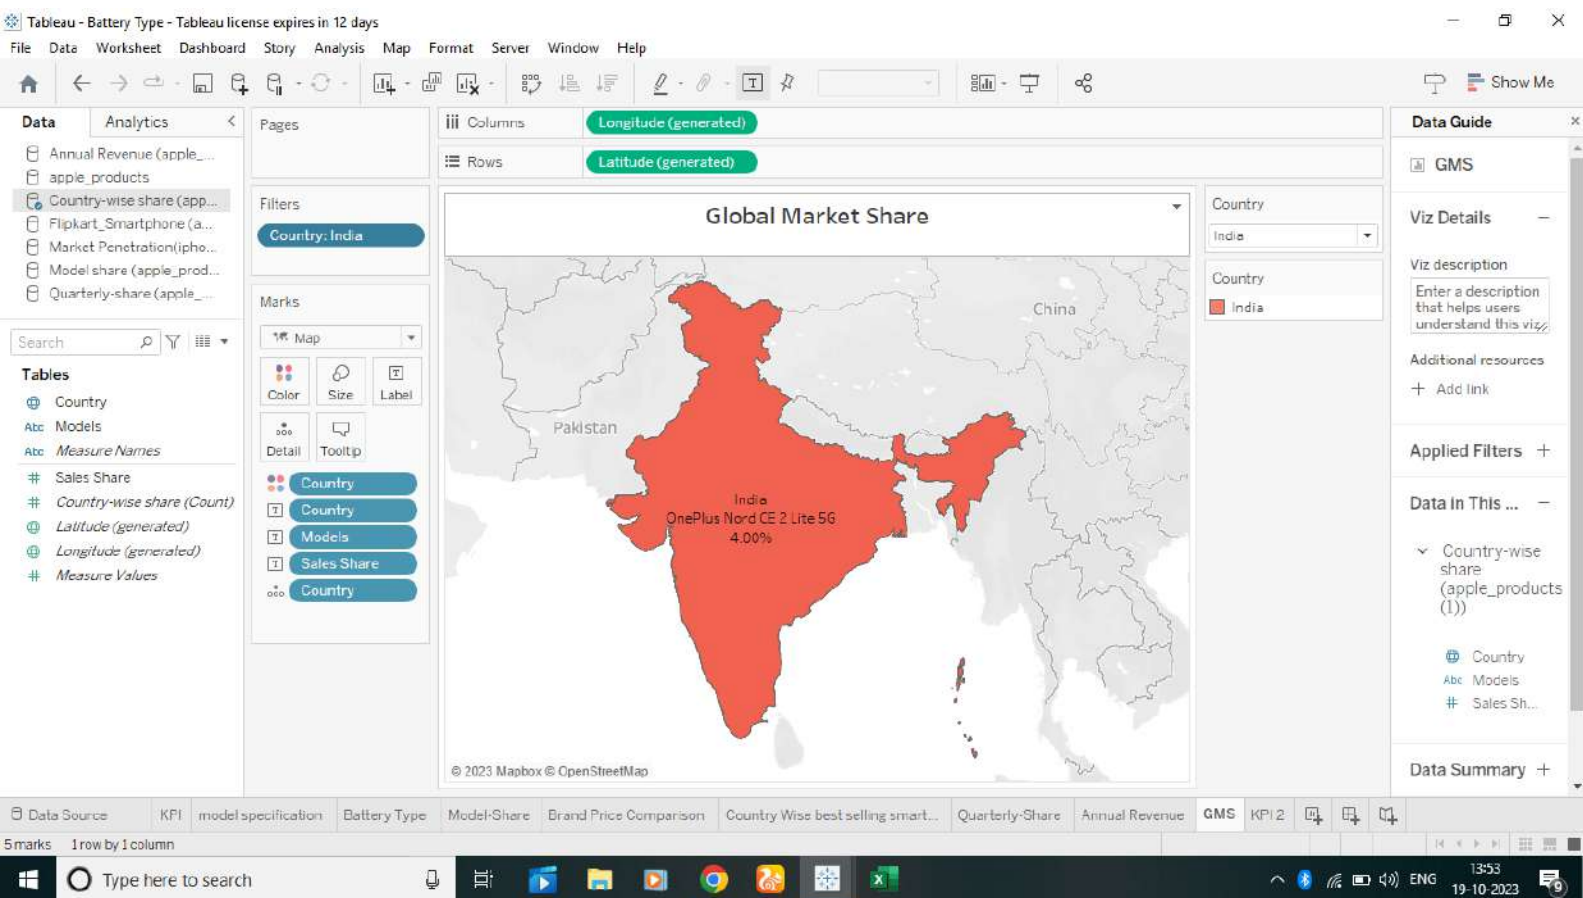 Tableau - Battery Type - Tableau license expires in 12 days
File Data Worksheet Dashboard Story Analysis Map Format Server Window Help
Show Me
Data Analytics
Annual Revenue (apple_...
apple_products
Country-wise share (app...
Flipkart_Smartphone (a...
Market Penetration(ipho...
Model share (apple_prod...
Quarterly-share (apple_...
Search
Tables
Country
Abc Models
Abc Measure Names
# Sales Share
# Country-wise share (Count)
Latitude (generated)
Longitude (generated)
# Measure Values
Pages
Filters
Country: India
Marks
Map
Color Size Label
Detail Tooltip
Country
Country
Models
Sales Share
Country
Columns Longitude (generated)
Rows Latitude (generated)
Global Market Share
China
Pakistan
India
OnePlus Nord CE 2 Lite 5G
4.00%
© 2023 Mapbox © OpenStreetMap
Country
India
Country
India
Data Guide
GMS
Viz Details
Viz description
Enter a description
that helps users
understand this viz
Additional resources
+ Add link
Applied Filters +
Data in This ...
Country-wise
share
(apple_products
(1))
Country
Abc Models
# Sales Sh...
Data Summary +
Data Source KPI model specification Battery Type Model-Share Brand Price Comparison Country Wise best selling smart... Quarterly-Share Annual Revenue GMS KPI 2
5 marks 1 row by 1 column
Type here to search
ENG
13:53
19-10-2023
9